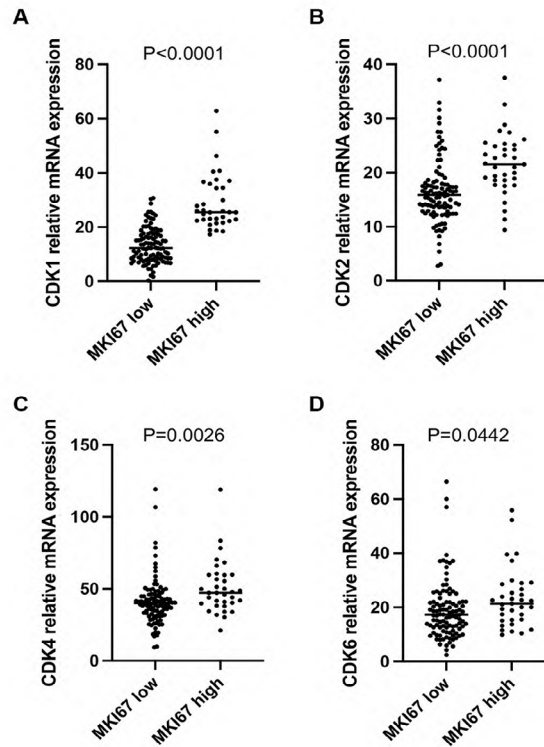 A
P<0.0001
CDK1 relative mRNA expression
80
60
40
20
0
MKI67 low
MKI67 high
B
P<0.0001
CDK2 relative mRNA expression
40
30
20
10
0
MKI67 low
MKI67 high
C
P=0.0026
CDK4 relative mRNA expression
150
100
50
0
MKI67 low
MKI67 high
D
P=0.0442
CDK6 relative mRNA expression
80
60
40
20
0
MKI67 low
MKI67 high